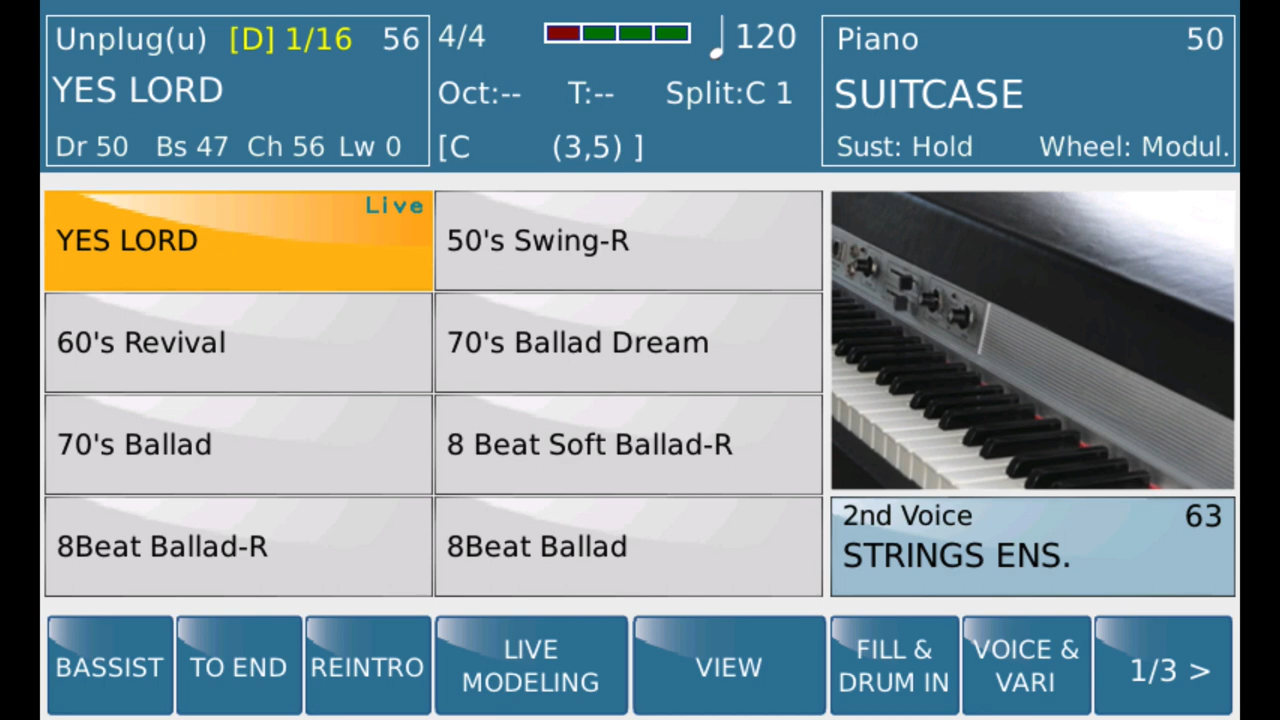 Unplug(u) [D] 1/16 56
YES LORD
Dr 50 Bs 47 Ch 56 Lw 0
4/4 120
Oct:-- T:-- Split:C 1
[C (3,5) ]
Piano 50
SUITCASE
Sust: Hold Wheel: Modul.
Live
YES LORD
50's Swing-R
60's Revival
70's Ballad Dream
70's Ballad
8 Beat Soft Ballad-R
8Beat Ballad-R
8Beat Ballad
2nd Voice 63
STRINGS ENS.
BASSIST
TO END
REINTRO
LIVE
MODELING
VIEW
FILL &
DRUM IN
VOICE &
VARI
1/3 >